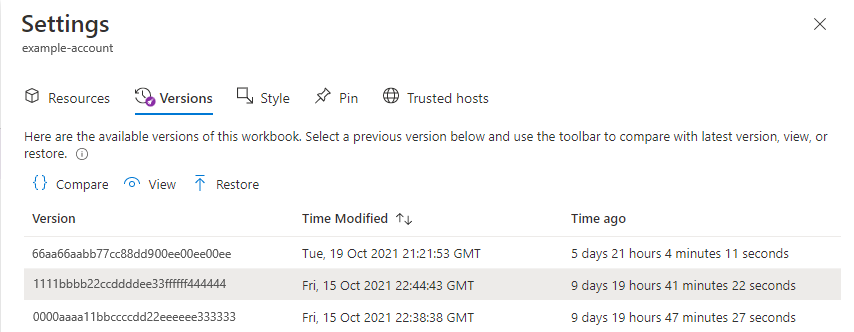 Settings
example-account
Resources Versions Style Pin Trusted hosts
Here are the available versions of this workbook. Select a previous version below and use the toolbar to compare with latest version, view, or
restore.
{} Compare View Restore
Version Time Modified ↑↓ Time ago
66aa66aabb77cc88dd900ee00ee00ee Tue, 19 Oct 2021 21:21:53 GMT 5 days 21 hours 4 minutes 11 seconds
1111bbbb22ccddddee33ffffff444444 Fri, 15 Oct 2021 22:44:43 GMT 9 days 19 hours 41 minutes 22 seconds
0000aaaa11bbccccdd22eeeeee333333 Fri, 15 Oct 2021 22:38:38 GMT 9 days 19 hours 47 minutes 27 seconds